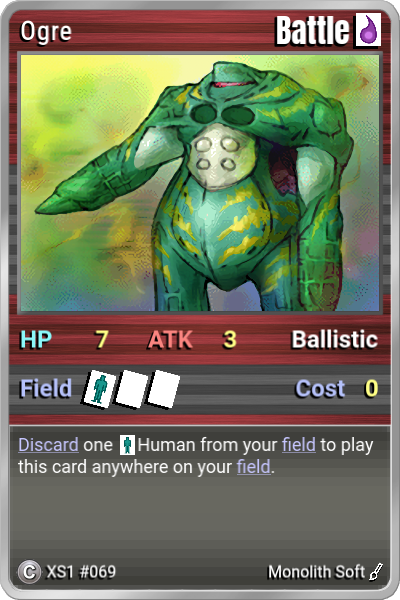 Ogre Battle
HP 7 ATK 3 Ballistic
Field Cost 0
Discard one Human from your field to play
this card anywhere on your field.
C XS1 #069 Monolith Soft